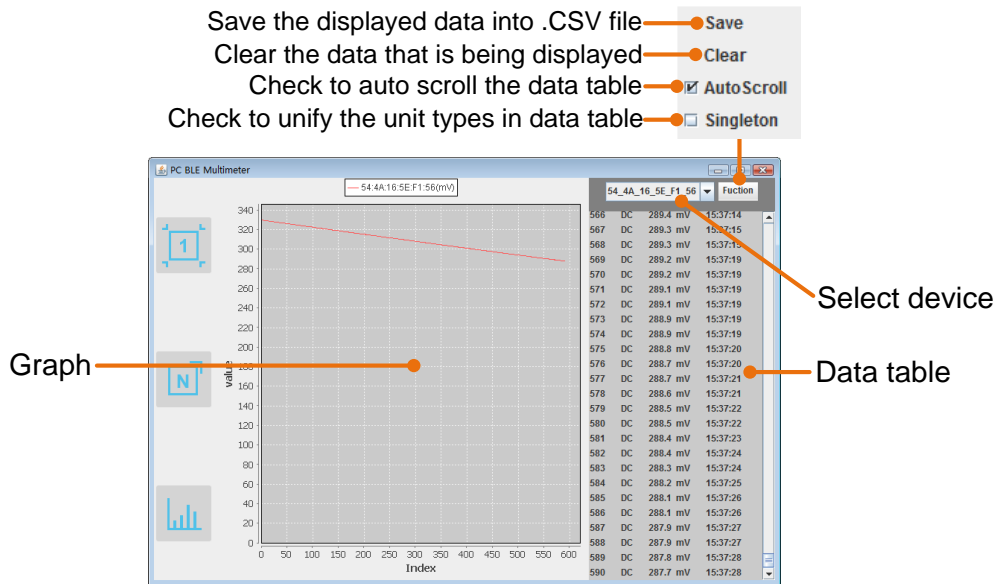 Save the displayed data into .CSV file
Save
Clear the data that is being displayed
Clear
Check to auto scroll the data table
AutoScroll
Check to unify the unit types in data table
Singleton
PC BLE Multimeter
54:4A:16:5E:F1:56(mV)
54_4A_16_5E_F1_56
Fuction
1
N
Graph
Select device
Data table
value
340
320
300
280
260
240
220
200
180
160
140
120
100
80
60
40
20
0
0 50 100 150 200 250 300 350 400 450 500 550 600
Index
566 DC 289.4 mV 15:37:14
567 DC 289.3 mV 15:37:15
568 DC 289.3 mV 15:37:15
569 DC 289.2 mV 15:37:19
570 DC 289.2 mV 15:37:19
571 DC 289.1 mV 15:37:19
572 DC 289.1 mV 15:37:19
573 DC 288.9 mV 15:37:19
574 DC 288.9 mV 15:37:19
575 DC 288.8 mV 15:37:20
576 DC 288.7 mV 15:37:20
577 DC 288.7 mV 15:37:21
578 DC 288.6 mV 15:37:21
579 DC 288.5 mV 15:37:22
580 DC 288.5 mV 15:37:22
581 DC 288.4 mV 15:37:23
582 DC 288.4 mV 15:37:24
583 DC 288.3 mV 15:37:24
584 DC 288.2 mV 15:37:25
585 DC 288.1 mV 15:37:26
586 DC 288.1 mV 15:37:26
587 DC 287.9 mV 15:37:27
588 DC 287.9 mV 15:37:27
589 DC 287.8 mV 15:37:28
590 DC 287.7 mV 15:37:28